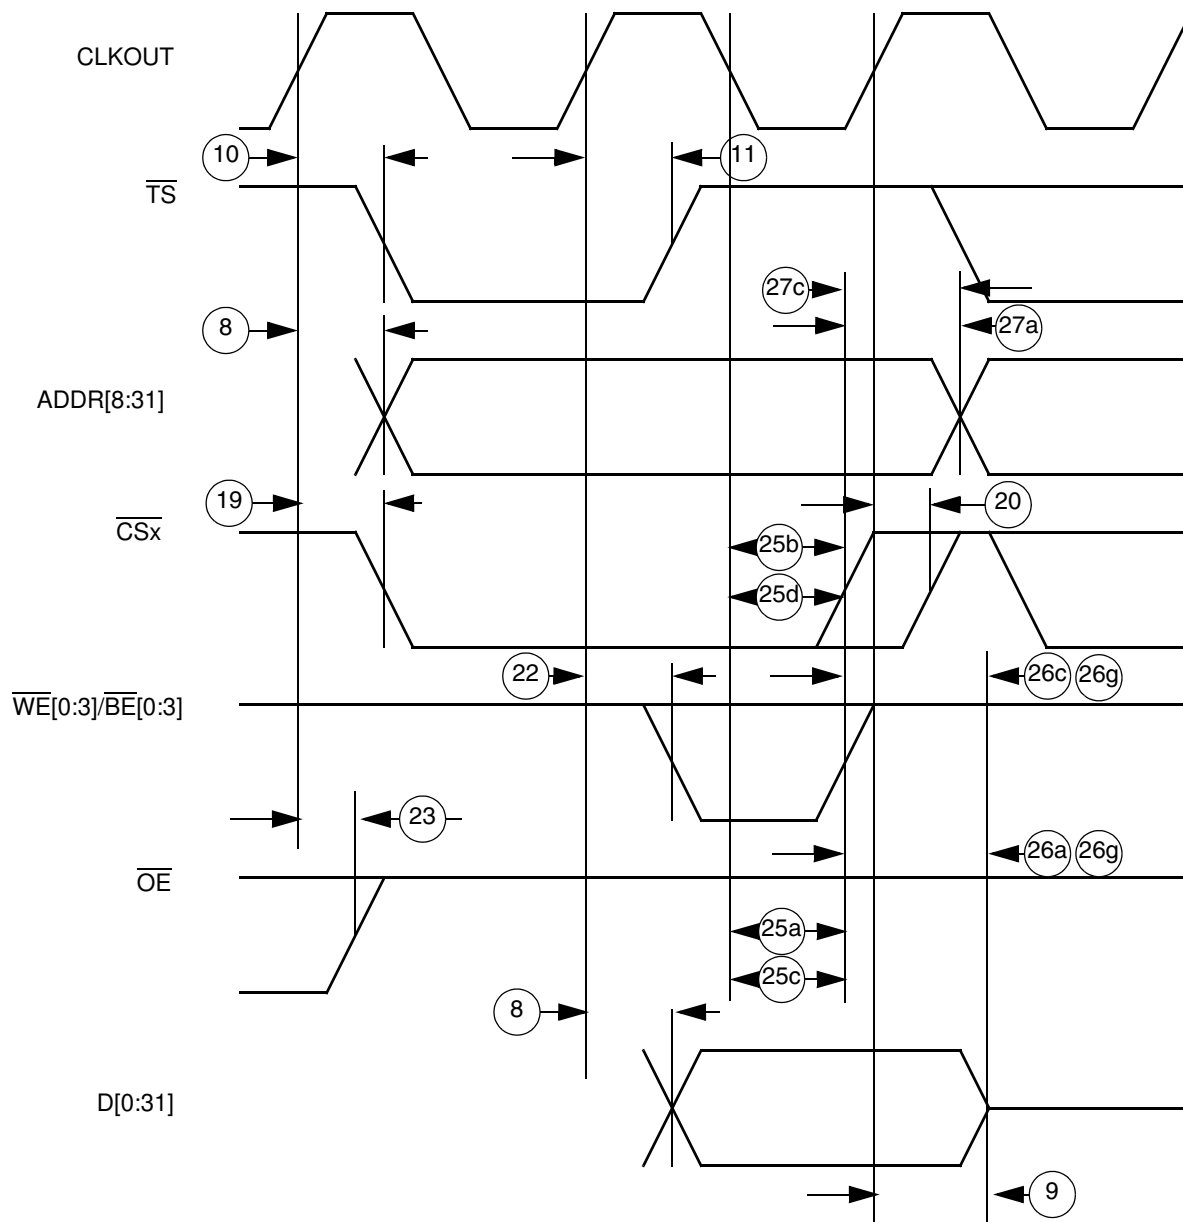 CLKOUT
10
11
TS
27c
8
27a
ADDR[8:31]
19
20
CSx
25b
25d
22
26c 26g
WE[0:3]/BE[0:3]
23
26a 26g
OE
25a
25c
8
D[0:31]
9